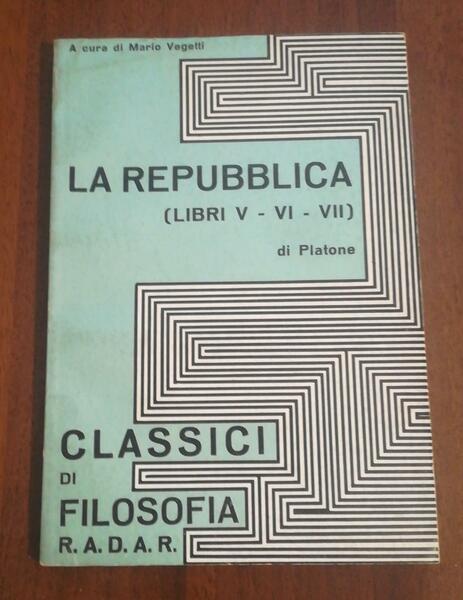 A cura di Mario Vegetti
LA REPUBBLICA
(LIBRI V - VI - VII)
di Platone
CLASSICI
DI
FILOSOFIA
R. A. D. A. R.